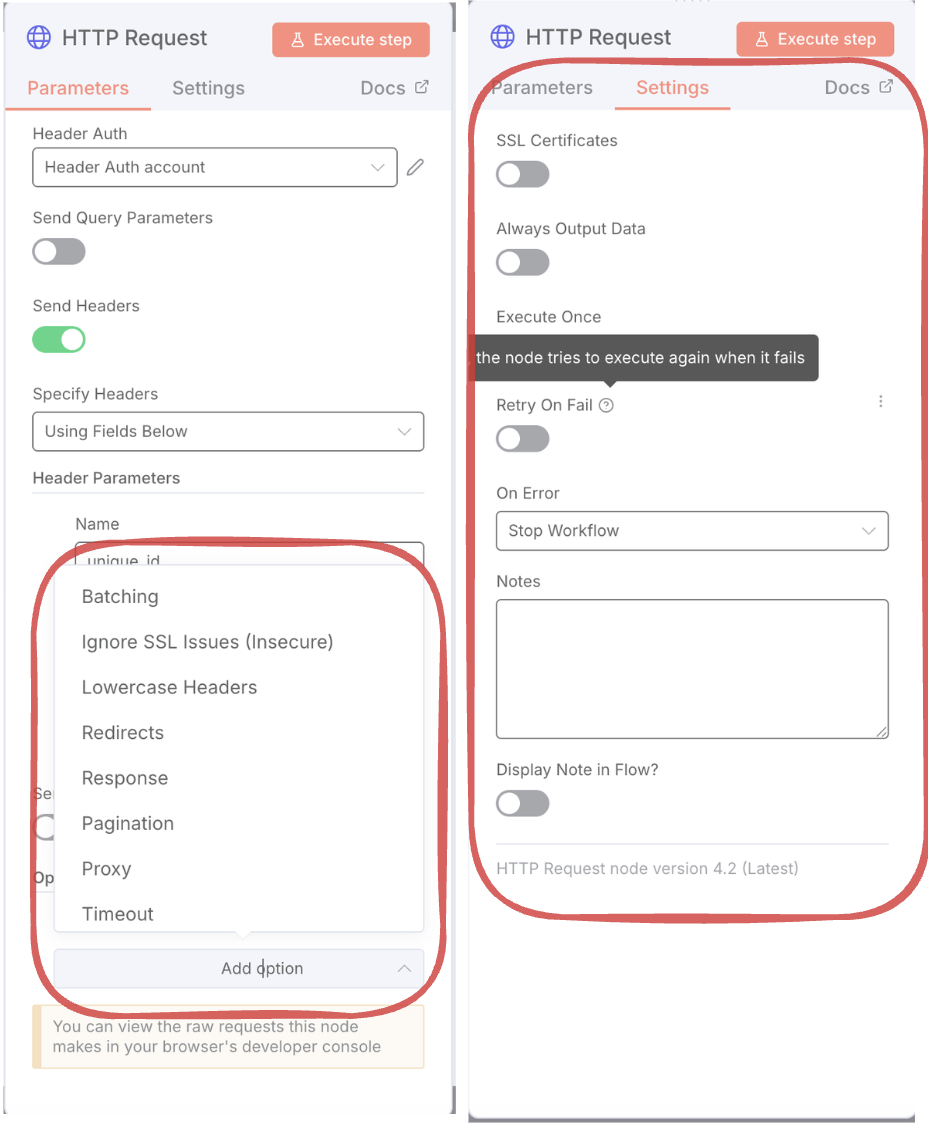 HTTP Request
Execute step
Parameters
Settings
Docs
Header Auth
Header Auth account
Send Query Parameters
Send Headers
Specify Headers
Using Fields Below
Header Parameters
Name
unique_id
Batching
Ignore SSL Issues (Insecure)
Lowercase Headers
Redirects
Response
Pagination
Proxy
Timeout
Se
Op
Add option
You can view the raw requests this node
makes in your browser's developer console
HTTP Request
Execute step
Parameters
Settings
Docs
SSL Certificates
Always Output Data
Execute Once
the node tries to execute again when it fails
Retry On Fail
On Error
Stop Workflow
Notes
Display Note in Flow?
HTTP Request node version 4.2 (Latest)